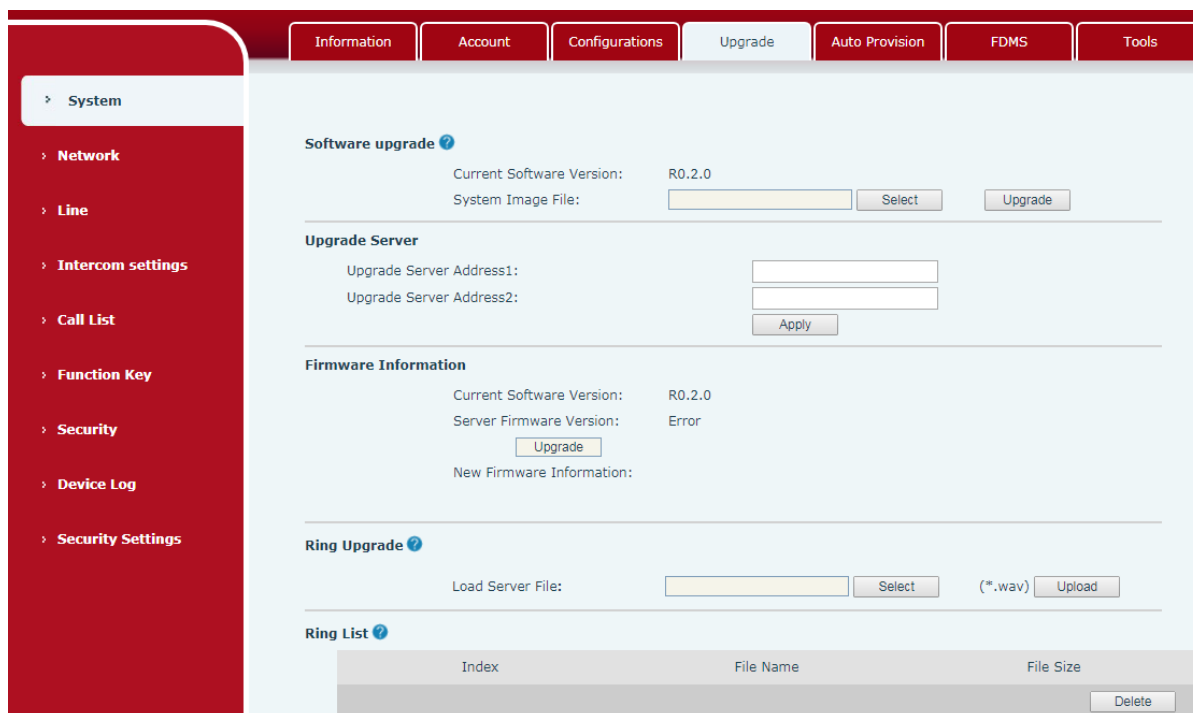 Information Account Configurations Upgrade Auto Provision FDMS Tools
› System
› Network
› Line
› Intercom settings
› Call List
› Function Key
› Security
› Device Log
› Security Settings
Software upgrade ?
Current Software Version: R0.2.0
System Image File: Select Upgrade
Upgrade Server
Upgrade Server Address1:
Upgrade Server Address2:
Apply
Firmware Information
Current Software Version: R0.2.0
Server Firmware Version: Error
Upgrade
New Firmware Information:
Ring Upgrade ?
Load Server File: Select (*.wav) Upload
Ring List ?
Index File Name File Size
Delete